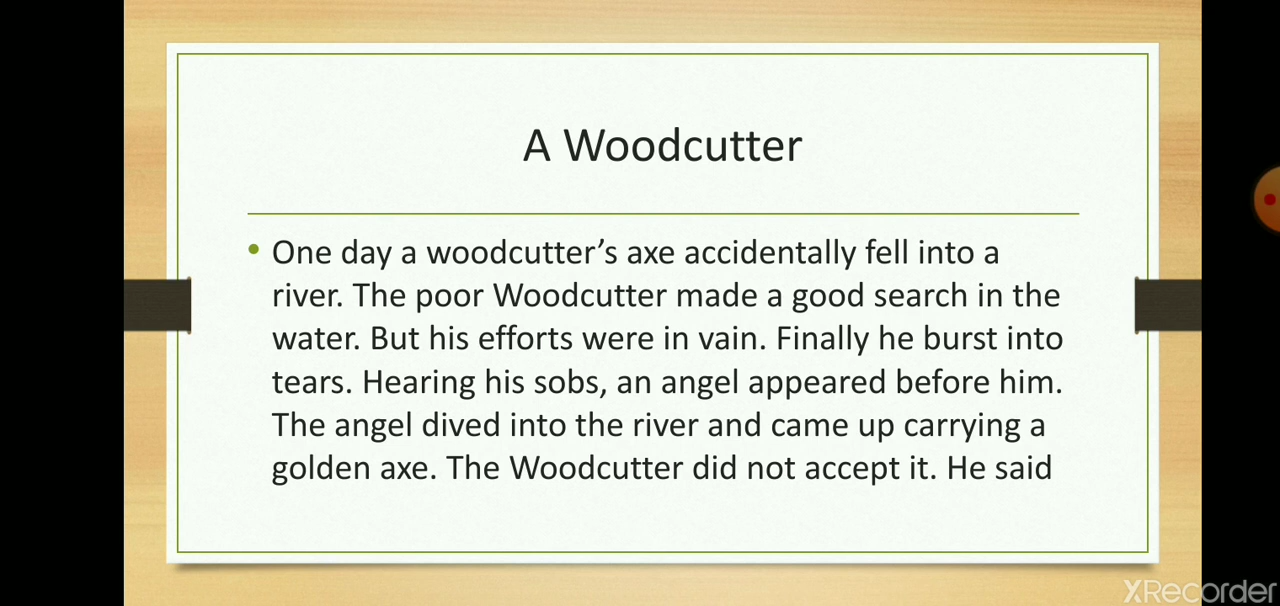 A Woodcutter
• One day a woodcutter’s axe accidentally fell into a
river. The poor Woodcutter made a good search in the
water. But his efforts were in vain. Finally he burst into
tears. Hearing his sobs, an angel appeared before him.
The angel dived into the river and came up carrying a
golden axe. The Woodcutter did not accept it. He said
XRecorder